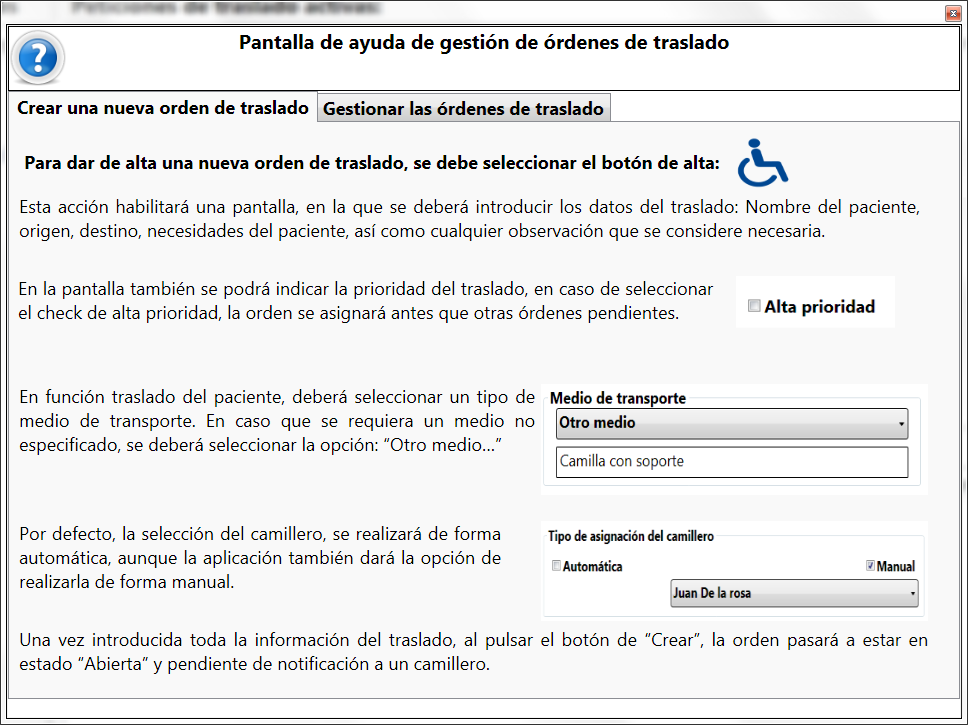 Peticiones de traslado activas:
Pantalla de ayuda de gestión de órdenes de traslado
Crear una nueva orden de traslado
Gestionar las órdenes de traslado
Para dar de alta una nueva orden de traslado, se debe seleccionar el botón de alta:
Esta acción habilitará una pantalla, en la que se deberá introducir los datos del traslado: Nombre del paciente,
origen, destino, necesidades del paciente, así como cualquier observación que se considere necesaria.
En la pantalla también se podrá indicar la prioridad del traslado, en caso de seleccionar
el check de alta prioridad, la orden se asignará antes que otras órdenes pendientes.
Alta prioridad
En función traslado del paciente, deberá seleccionar un tipo de
medio de transporte. En caso que se requiera un medio no
especificado, se deberá seleccionar la opción: “Otro medio...”
Medio de transporte
Otro medio
Camilla con soporte
Por defecto, la selección del camillero, se realizará de forma
automática, aunque la aplicación también dará la opción de
realizarla de forma manual.
Tipo de asignación del camillero
Automática
Manual
Juan De la rosa
Una vez introducida toda la información del traslado, al pulsar el botón de “Crear”, la orden pasará a estar en
estado “Abierta” y pendiente de notificación a un camillero.